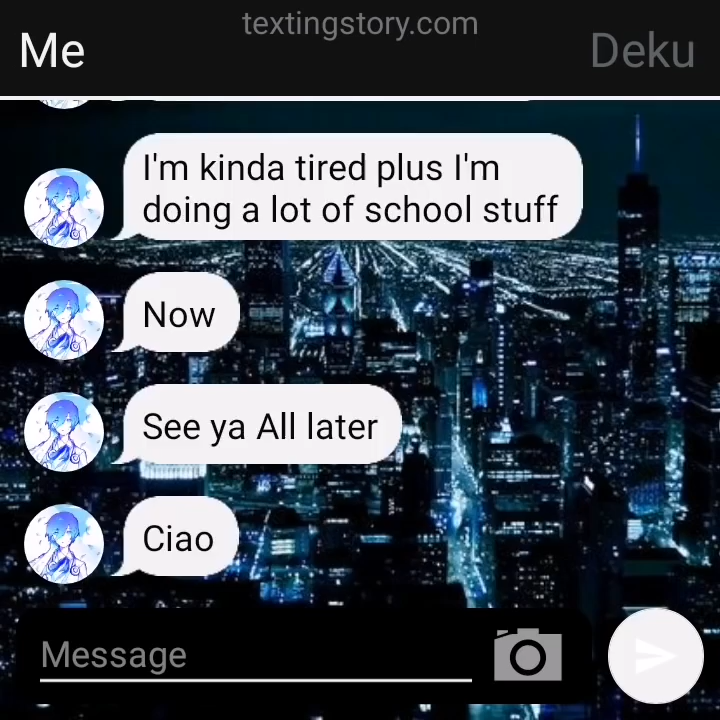 textingstory.com
Me
Deku
I'm kinda tired plus I'm
doing a lot of school stuff
Now
See ya All later
Ciao
Message